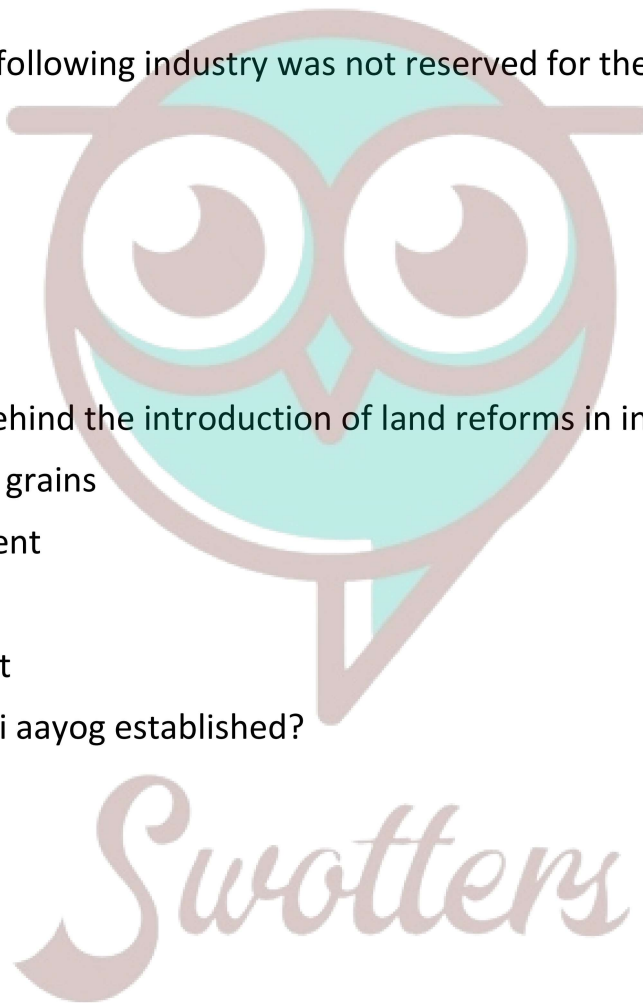 following industry was not reserved for the
ehind the introduction of land reforms in in
grains
ent
t
i aayog established?
Swotters